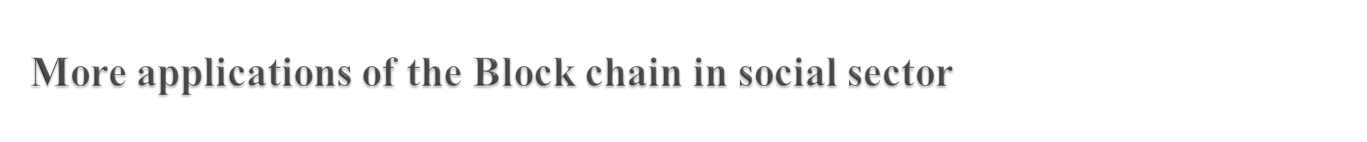 More applications of the Block chain in social sector